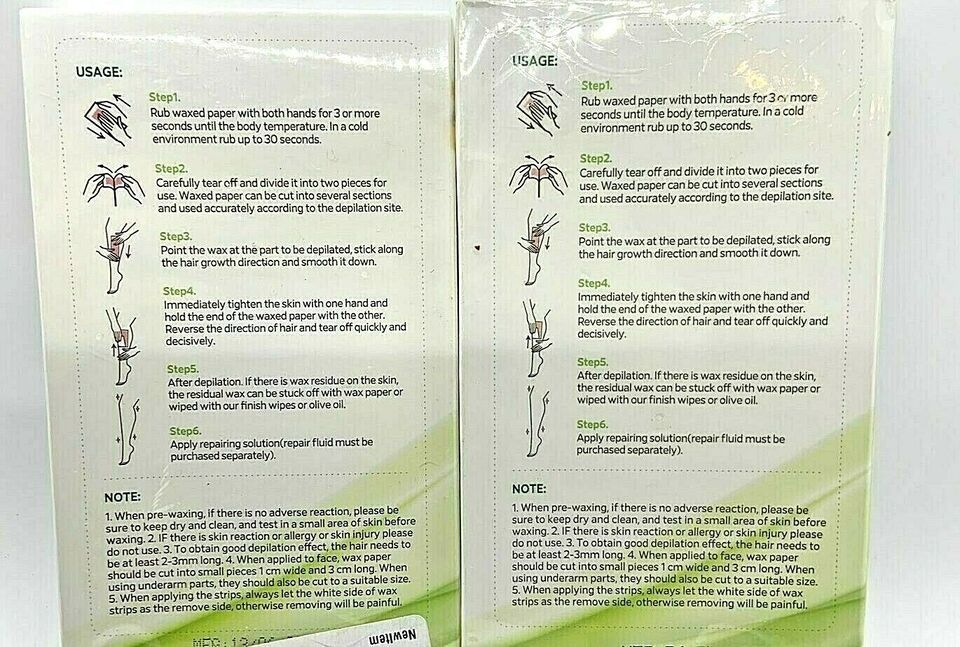 USAGE:
Step1.
Rub waxed paper with both hands for 3 or more
seconds until the body temperature. In a cold
environment rub up to 30 seconds.
Step2.
Carefully tear off and divide it into two pieces for
use. Waxed paper can be cut into several sections
and used accurately according to the depilation site.
Step3.
Point the wax at the part to be depilated, stick along
the hair growth direction and smooth it down.
Step4.
Immediately tighten the skin with one hand and
hold the end of the waxed paper with the other.
Reverse the direction of hair and tear off quickly and
decisively.
Step5.
After depilation. If there is wax residue on the skin,
the residual wax can be stuck off with wax paper or
wiped with our finish wipes or olive oil.
Step6.
Apply repairing solution(repair fluid must be
purchased separately).
NOTE:
1. When pre-waxing, if there is no adverse reaction, please be
sure to keep dry and clean, and test in a small area of skin before
waxing. 2. IF there is skin reaction or allergy or skin injury please
do not use. 3. To obtain good depilation effect, the hair needs to
be at least 2-3mm long. 4. When applied to face, wax paper
should be cut into small pieces 1 cm wide and 3 cm long. When
using underarm parts, they should also be cut to a suitable size.
5. When applying the strips, always let the white side of wax
strips as the remove side, otherwise removing will be painful.
MFG:13/06
NewItem
USAGE:
Step1.
Rub waxed paper with both hands for 3 or more
seconds until the body temperature. In a cold
environment rub up to 30 seconds.
Step2.
Carefully tear off and divide it into two pieces for
use. Waxed paper can be cut into several sections
and used accurately according to the depilation site.
Step3.
Point the wax at the part to be depilated, stick along
the hair growth direction and smooth it down.
Step4.
Immediately tighten the skin with one hand and
hold the end of the waxed paper with the other.
Reverse the direction of hair and tear off quickly and
decisively.
Step5.
After depilation. If there is wax residue on the skin,
the residual wax can be stuck off with wax paper or
wiped with our finish wipes or olive oil.
Step6.
Apply repairing solution(repair fluid must be
purchased separately).
NOTE:
1. When pre-waxing, if there is no adverse reaction, please be
sure to keep dry and clean, and test in a small area of skin before
waxing. 2. IF there is skin reaction or allergy or skin injury please
do not use. 3. To obtain good depilation effect, the hair needs to
be at least 2-3mm long. 4. When applied to face, wax paper
should be cut into small pieces 1 cm wide and 3 cm long. When
using underarm parts, they should also be cut to a suitable size.
5. When applying the strips, always let the white side of wax
strips as the remove side, otherwise removing will be painful.